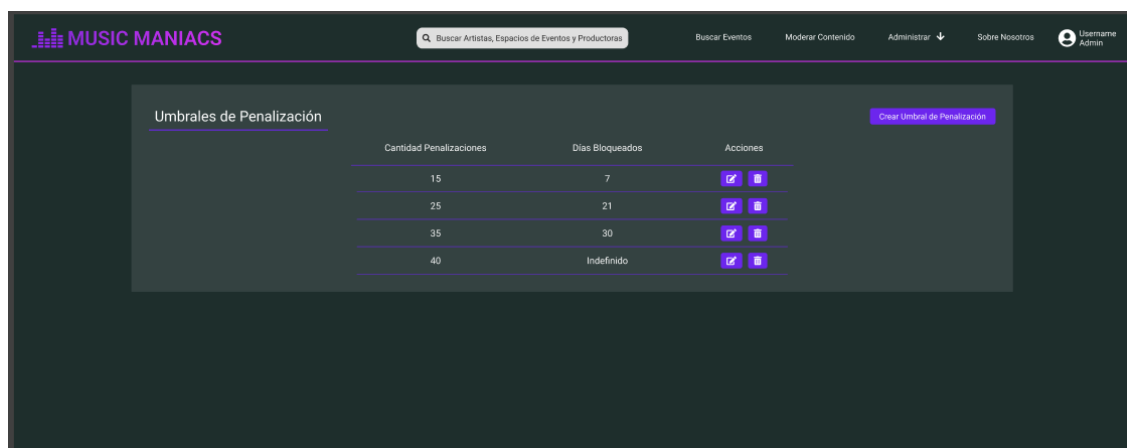 MUSIC MANIACS
Buscar Artistas, Espacios de Eventos y Productoras
Buscar Eventos
Moderar Contenido
Administrar
Sobre Nosotros
Username
Admin
Umbrales de Penalización
Crear Umbral de Penalización
Cantidad Penalizaciones Días Bloqueados Acciones
15 7
25 21
35 30
40 Indefinido